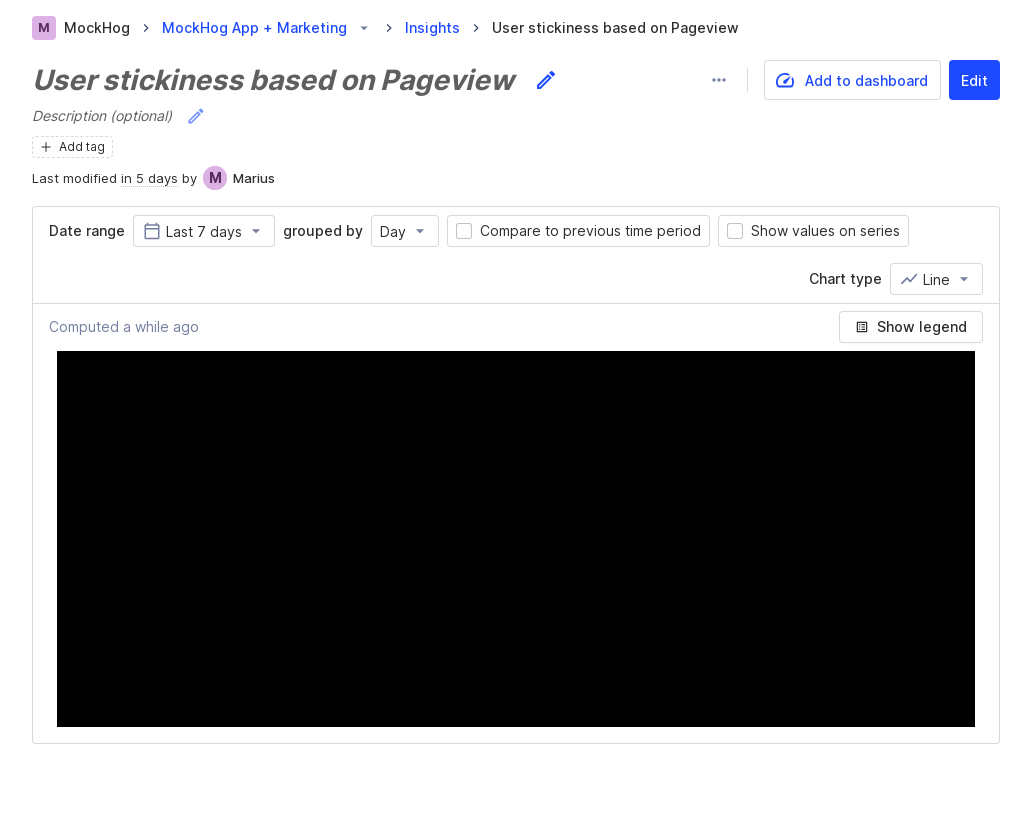 M MockHog MockHog App + Marketing Insights User stickiness based on Pageview
User stickiness based on Pageview
Add to dashboard Edit
Description (optional)
Add tag
Last modified in 5 days by M Marius
Date range Last 7 days grouped by Day Compare to previous time period Show values on series
Chart type Line
Computed a while ago Show legend